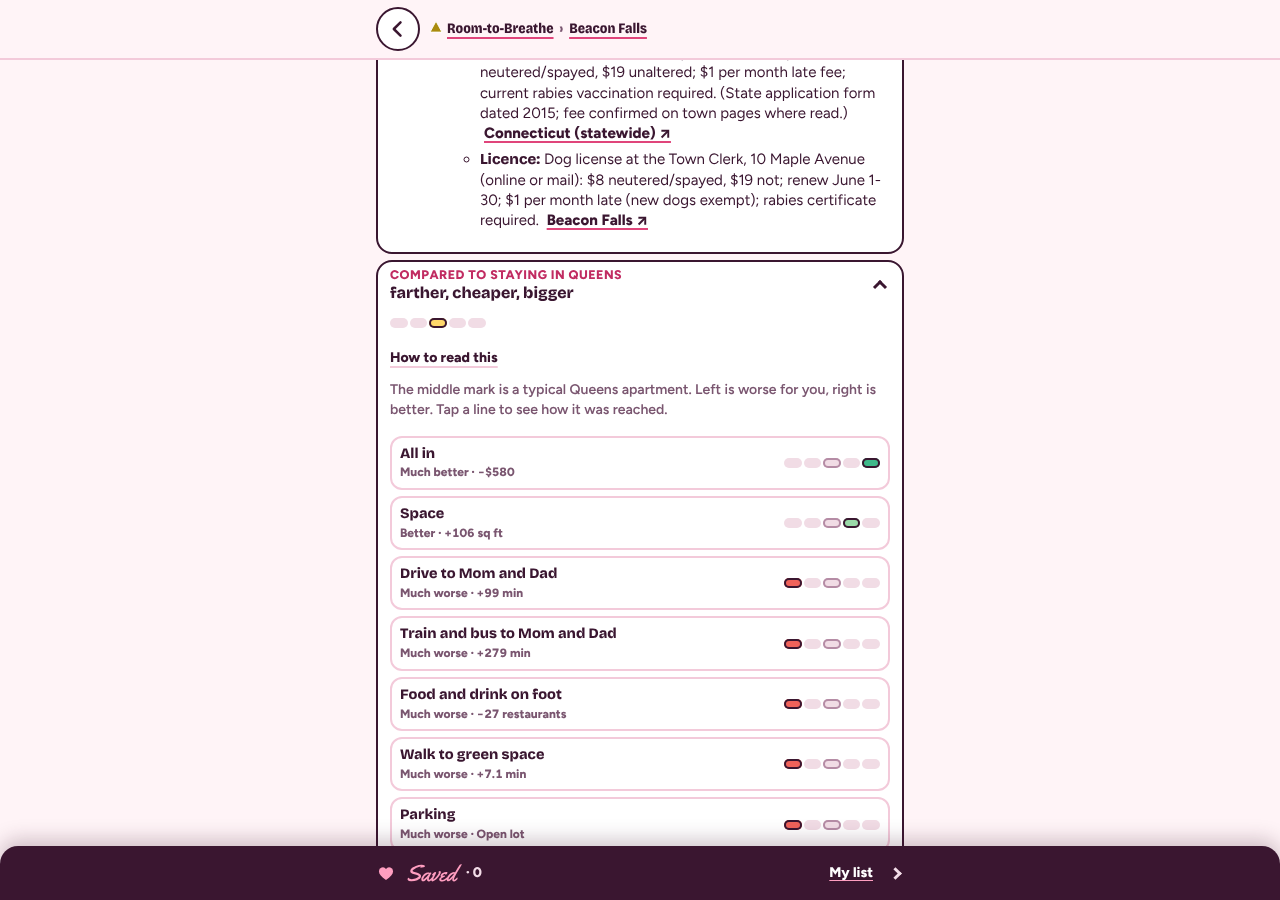 Room-to-Breathe › Beacon Falls
neutered/spayed, $19 unaltered; $1 per month late fee;
current rabies vaccination required. (State application form
dated 2015; fee confirmed on town pages where read.)
Connecticut (statewide) ↗
Licence: Dog license at the Town Clerk, 10 Maple Avenue
(online or mail): $8 neutered/spayed, $19 not; renew June 1-
30; $1 per month late (new dogs exempt); rabies certificate
required. Beacon Falls ↗
COMPARED TO STAYING IN QUEENS
farther, cheaper, bigger
How to read this
The middle mark is a typical Queens apartment. Left is worse for you, right is
better. Tap a line to see how it was reached.
All in
Much better · −$580
Space
Better · +106 sq ft
Drive to Mom and Dad
Much worse · +99 min
Train and bus to Mom and Dad
Much worse · +279 min
Food and drink on foot
Much worse · −27 restaurants
Walk to green space
Much worse · +7.1 min
Parking
Much worse · Open lot
Saved · 0
My list